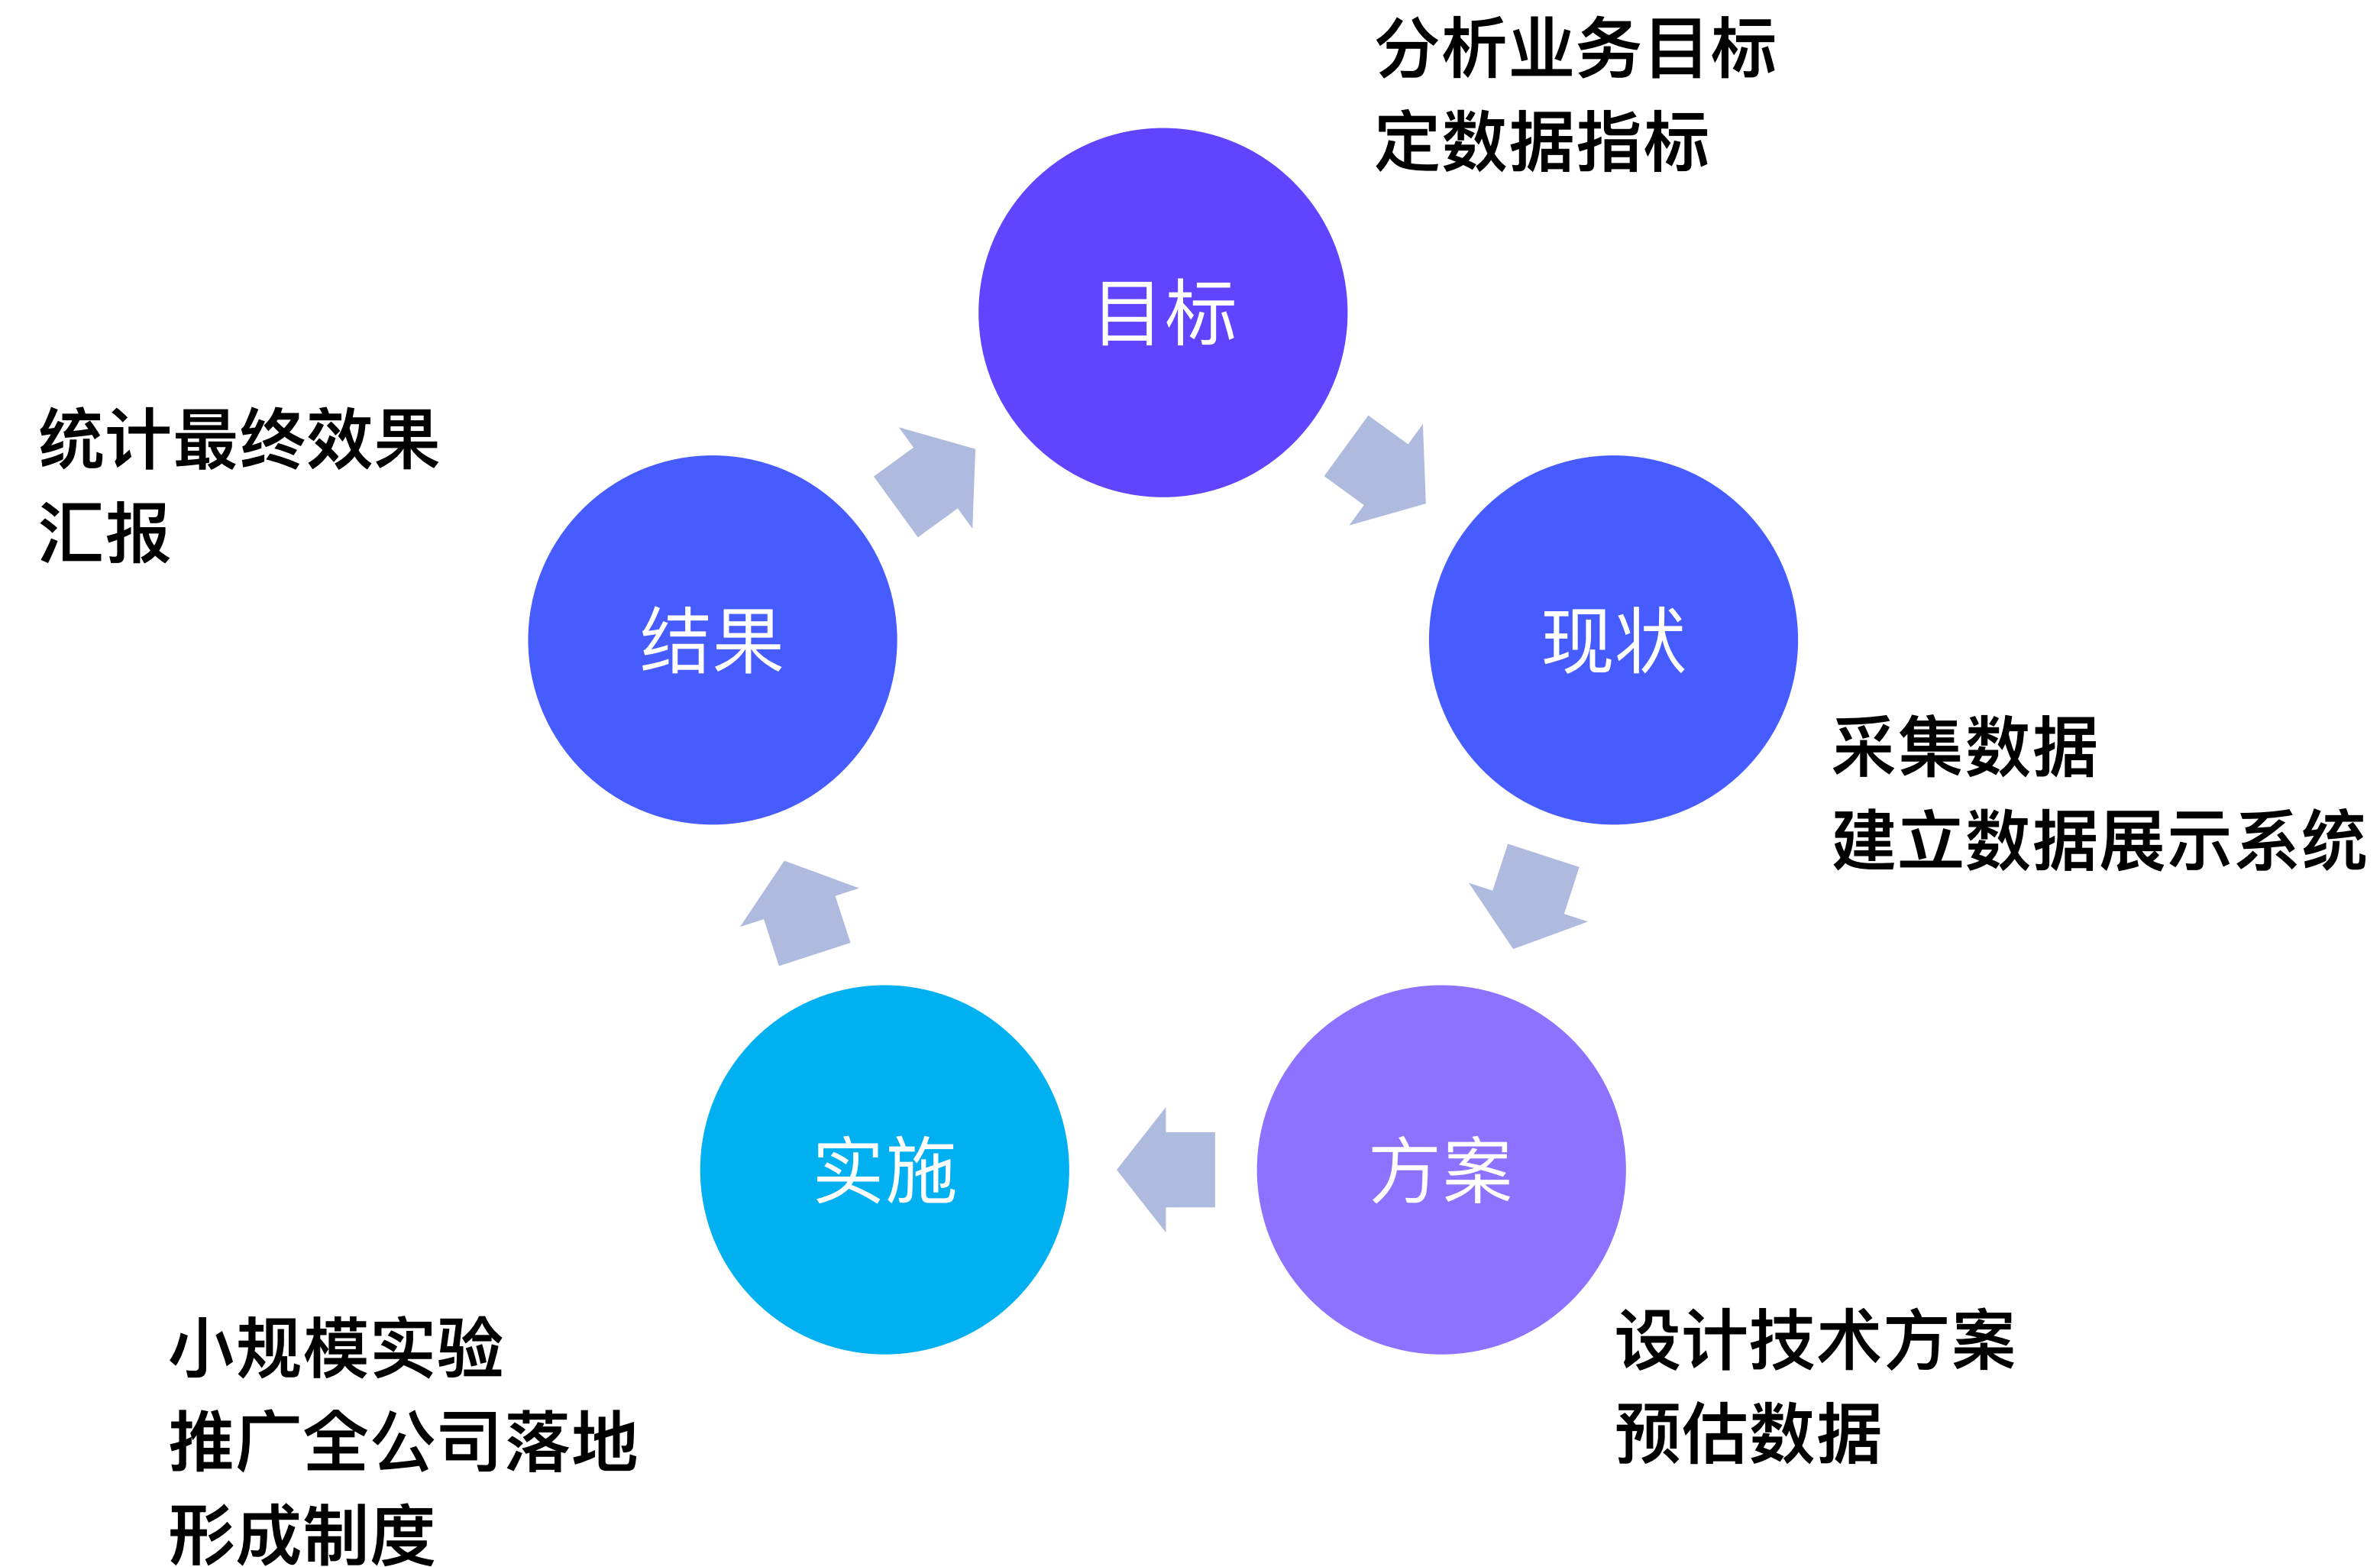 分析业务目标
定数据指标
目标
统计最终效果
汇报
结果
现状
采集数据
建立数据展示系统
实施
方案
小规模实验
推广全公司落地
形成制度
设计技术方案
预估数据